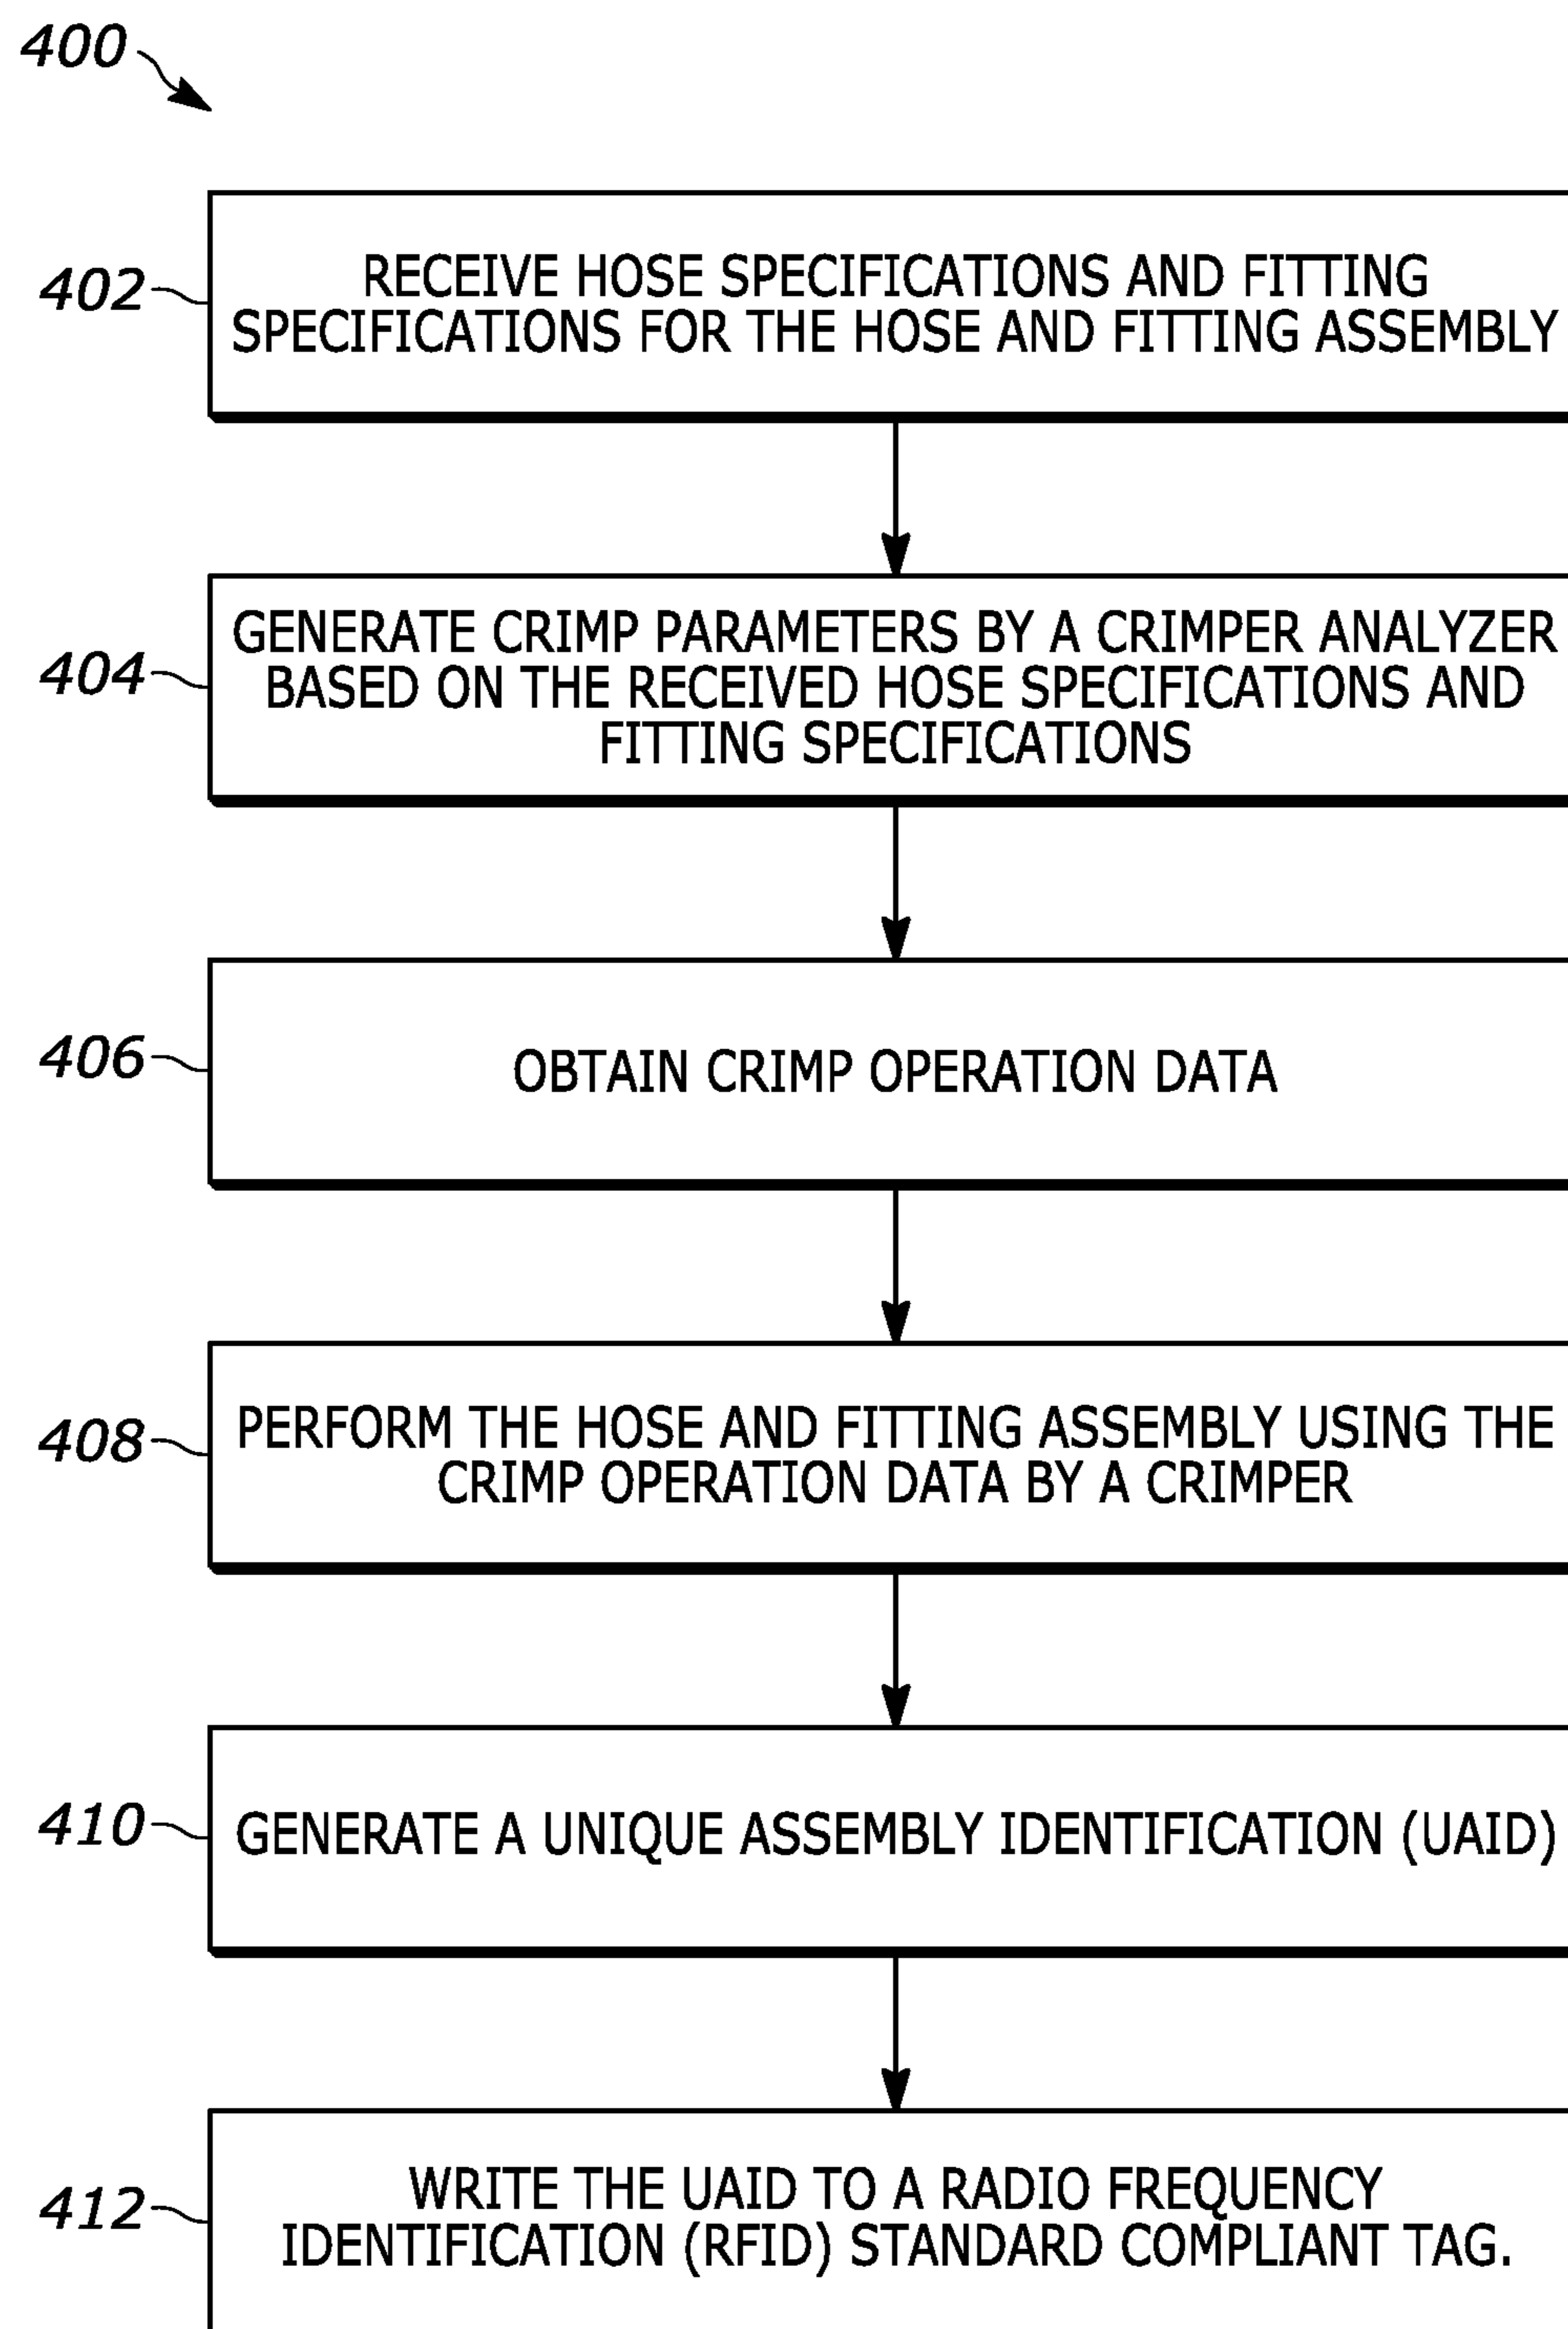 400
402
RECEIVE HOSE SPECIFICATIONS AND FITTING
SPECIFICATIONS FOR THE HOSE AND FITTING ASSEMBLY
404
GENERATE CRIMP PARAMETERS BY A CRIMPER ANALYZER
BASED ON THE RECEIVED HOSE SPECIFICATIONS AND
FITTING SPECIFICATIONS
406
OBTAIN CRIMP OPERATION DATA
408
PERFORM THE HOSE AND FITTING ASSEMBLY USING THE
CRIMP OPERATION DATA BY A CRIMPER
410
GENERATE A UNIQUE ASSEMBLY IDENTIFICATION (UAID)
412
WRITE THE UAID TO A RADIO FREQUENCY
IDENTIFICATION (RFID) STANDARD COMPLIANT TAG.